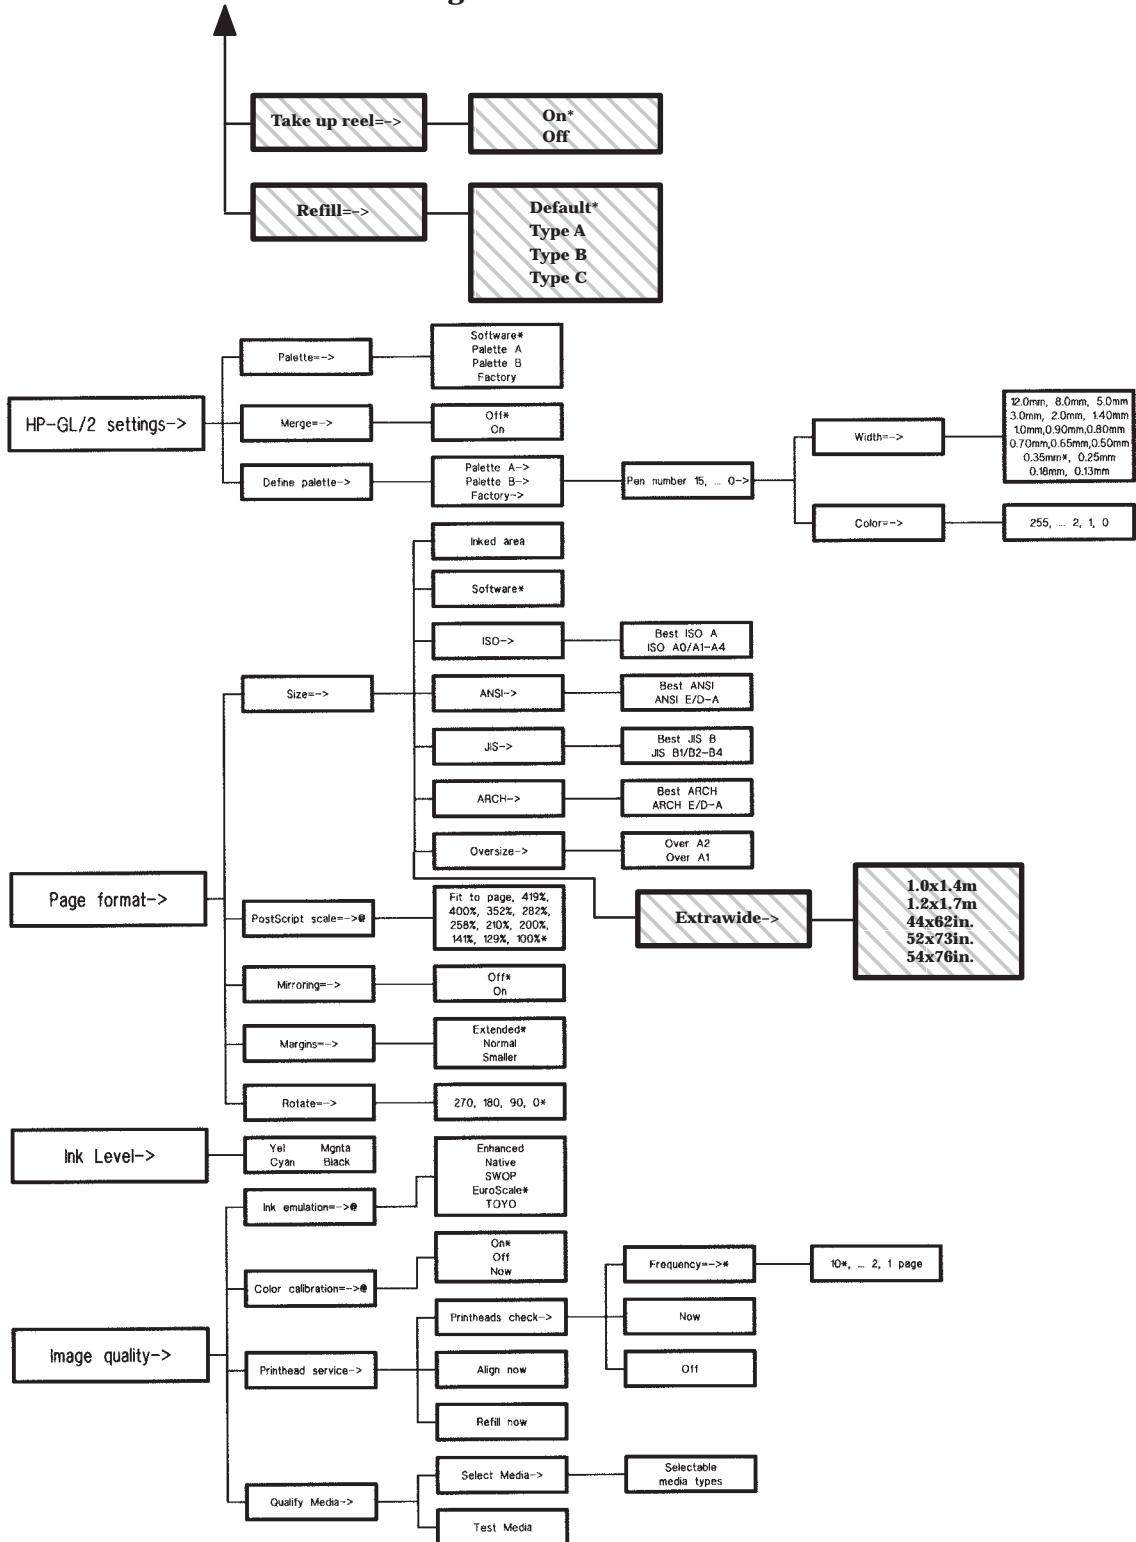 Take up reel=–>
On*
Off
Refill=–>
Default*
Type A
Type B
Type C
HP–GL/2 settings–>
Palette=–>
Software*
Palette A
Palette B
Factory
Merge=–>
Off*
On
Define palette–>
Palette A–>
Palette B–>
Factory–>
Pen number 15, ... 0–>
Width=–>
12.0mm, 8.0mm, 5.0mm
3.0mm, 2.0mm, 1.40mm
1.0mm,0.90mm,0.80mm
0.70mm,0.65mm,0.50mm
0.35mm*, 0.25mm
0.18mm, 0.13mm
Color=–>
255, ... 2, 1, 0
Page format–>
Size=–>
Inked area
Software*
ISO–>
Best ISO A
ISO A0/A1–A4
ANSI–>
Best ANSI
ANSI E/D–A
JIS–>
Best JIS B
JIS B1/B2–B4
ARCH–>
Best ARCH
ARCH E/D–A
Oversize–>
Over A2
Over A1
Extrawide–>
1.0x1.4m
1.2x1.7m
44x62in.
52x73in.
54x76in.
PostScript scale=–>@
Fit to page, 419%,
400%, 352%, 282%,
258%, 210%, 200%,
141%, 129%, 100%*
Mirroring=–>
Off*
On
Margins=–>
Extended*
Normal
Smaller
Rotate=–>
270, 180, 90, 0*
Ink Level–>
Yel Mgnta
Cyan Black
Image quality–>
Ink emulation=–>@
Enhanced
Native
SWOP
EuroScale*
TOYO
Color calibration=–>@
On*
Off
Now
Printhead service–>
Printheads check–>
Frequency=–>*
10*, ... 2, 1 page
Now
Off
Align now
Refill now
Qualify Media–>
Select Media–>
Selectable
media types
Test Media